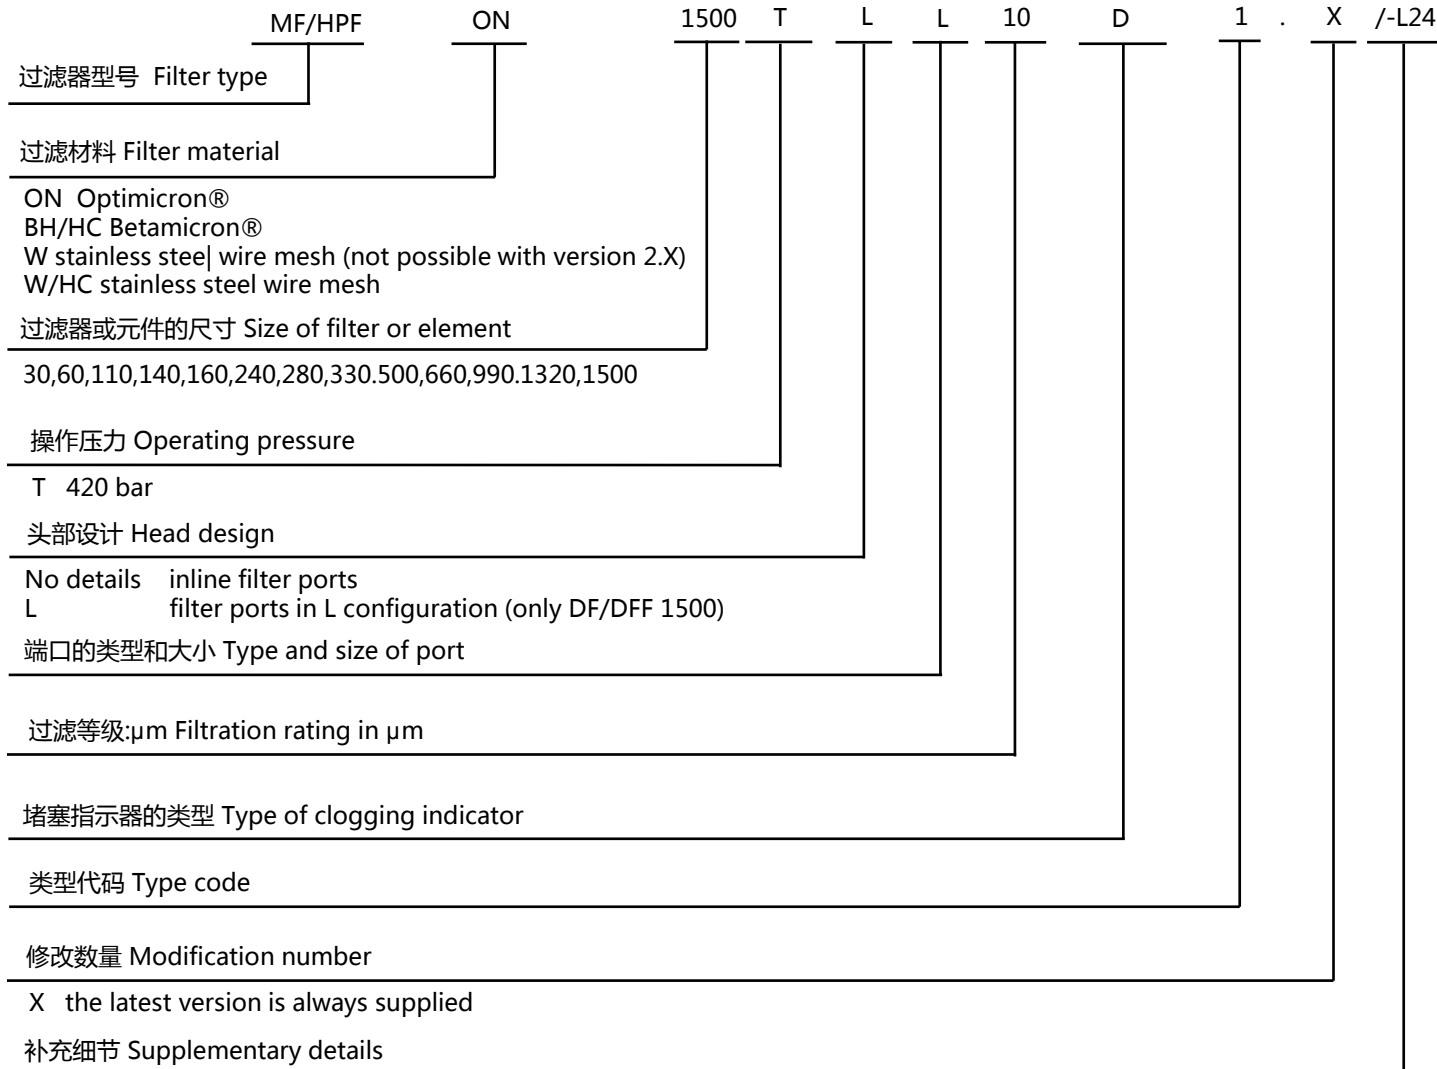 MF/HPF ON 1500 T L L 10 D 1 . X /-L24
过滤器型号 Filter type
过滤材料 Filter material
ON Optimicron®
BH/HC Betamicron®
W stainless steel wire mesh (not possible with version 2.X)
W/HC stainless steel wire mesh
过滤器或元件的尺寸 Size of filter or element
30,60,110,140,160,240,280,330.500,660,990.1320,1500
操作压力 Operating pressure
T 420 bar
头部设计 Head design
No details inline filter ports
L filter ports in L configuration (only DF/DFF 1500)
端口的类型和大小 Type and size of port
过滤等级:μm Filtration rating in μm
堵塞指示器的类型 Type of clogging indicator
类型代码 Type code
修改数量 Modification number
X the latest version is always supplied
补充细节 Supplementary details